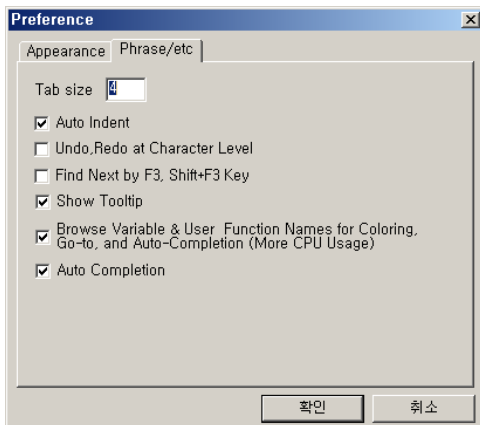 Preference
Appearance Phrase/etc
Tab size 4
Auto Indent
Undo,Redo at Character Level
Find Next by F3, Shift+F3 Key
Show Tooltip
Browse Variable & User Function Names for Coloring,
Go-to, and Auto-Completion (More CPU Usage)
Auto Completion
확인 취소